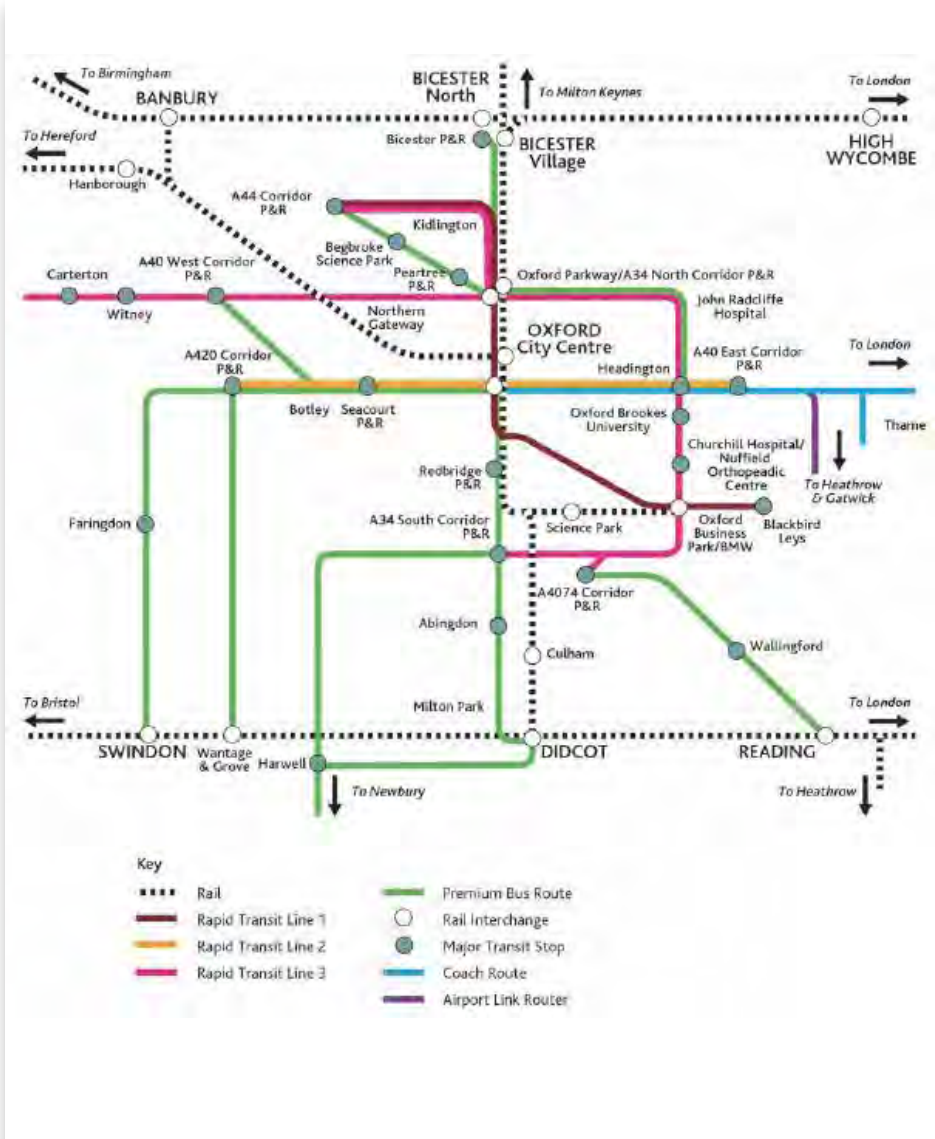 To Birmingham
BANBURY
BICESTER
North
To Milton Keynes
To London
To Hereford
Bicester P&R
BICESTER
Village
HIGH
WYCOMBE
Hanborough
A44 Corridor
P&R
Kidlington
Begbroke
Science Park
Peartree
P&R
Oxford Parkway/A34 North Corridor P&R
Carterton
A40 West Corridor
P&R
Witney
Northern
Gateway
John Radcliffe
Hospital
OXFORD
City Centre
A420 Corridor
P&R
Headington
A40 East Corridor
P&R
To London
Botley
Seacourt
P&R
Oxford Brookes
University
Thame
Churchill Hospital/
Nuffield
Orthopeadic
Centre
To Heathrow
& Gatwick
Redbridge
P&R
Faringdon
A34 South Corridor
P&R
Science Park
Oxford
Business
Park/BMW
Blackbird
Leys
A4074 Corridor
P&R
Abingdon
Culham
Wallingford
To Bristol
Milton Park
To London
SWINDON
Wantage
& Grove
Harwell
DIDCOT
READING
To Newbury
To Heathrow
Key
Rail
Rapid Transit Line 1
Rapid Transit Line 2
Rapid Transit Line 3
Premium Bus Route
Rail Interchange
Major Transit Stop
Coach Route
Airport Link Router